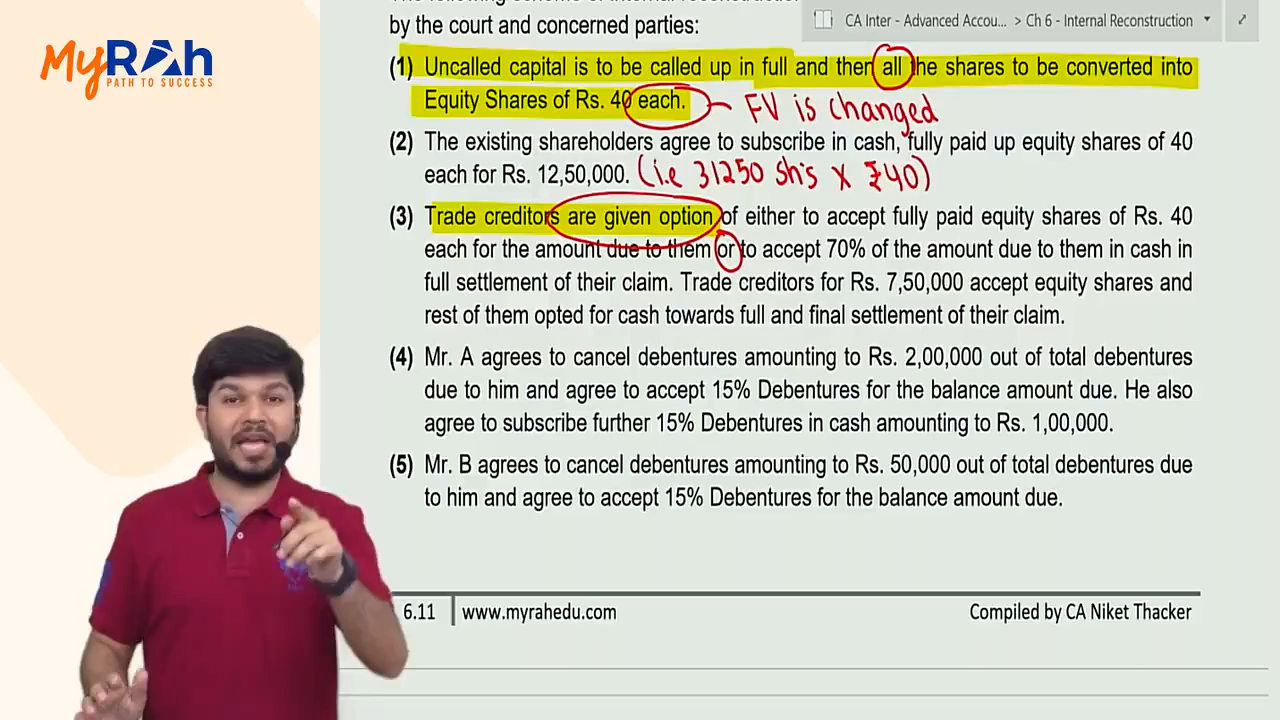 MyRAh
PATH TO SUCCESS
CA Inter - Advanced Accou... > Ch 6 - Internal Reconstruction
by the court and concerned parties:
(1) Uncalled capital is to be called up in full and then all the shares to be converted into
Equity Shares of Rs. 40 each. – FV is changed
(2) The existing shareholders agree to subscribe in cash, fully paid up equity shares of 40
each for Rs. 12,50,000. (i.e 31250 sh's x ₹40)
(3) Trade creditors are given option of either to accept fully paid equity shares of Rs. 40
each for the amount due to them or to accept 70% of the amount due to them in cash in
full settlement of their claim. Trade creditors for Rs. 7,50,000 accept equity shares and
rest of them opted for cash towards full and final settlement of their claim.
(4) Mr. A agrees to cancel debentures amounting to Rs. 2,00,000 out of total debentures
due to him and agree to accept 15% Debentures for the balance amount due. He also
agree to subscribe further 15% Debentures in cash amounting to Rs. 1,00,000.
(5) Mr. B agrees to cancel debentures amounting to Rs. 50,000 out of total debentures due
to him and agree to accept 15% Debentures for the balance amount due.
6.11 www.myrahedu.com Compiled by CA Niket Thacker